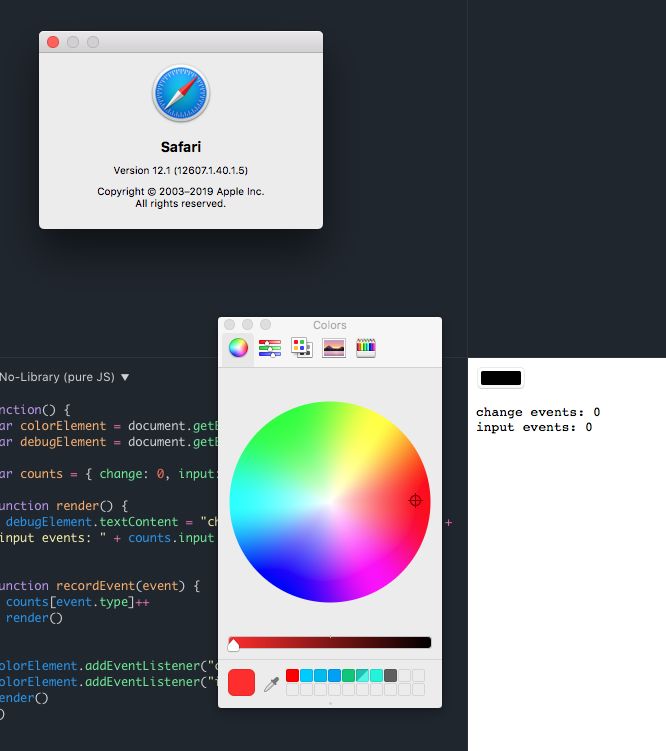 Safari
Version 12.1 (12607.1.40.1.5)
Copyright © 2003–2019 Apple Inc.
All rights reserved.
Colors
No-Library (pure JS) ▼
nction() {
ar colorElement = document.getE
ar debugElement = document.getE
ar counts = { change: 0, input:
unction render() {
debugElement.textContent = "ch
+
input events: " + counts.input
unction recordEvent(event) {
counts[event.type]++
render()
olorElement.addEventListener("c
olorElement.addEventListener("i
ender()
)
change events: 0
input events: 0